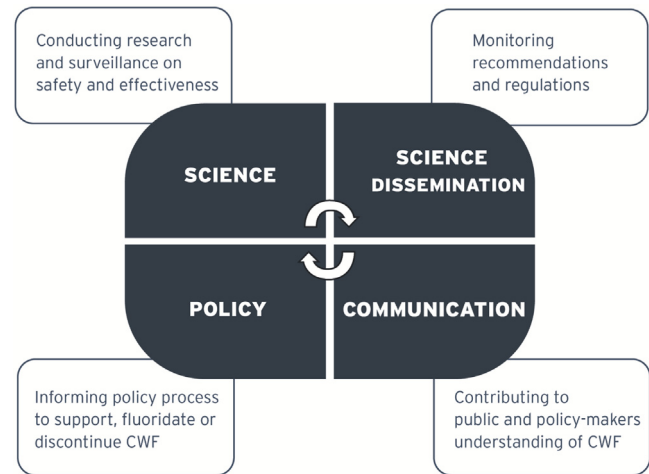 Conducting research
and surveillance on
safety and effectiveness
Monitoring
recommendations
and regulations
SCIENCE
SCIENCE
DISSEMINATION
POLICY
COMMUNICATION
Informing policy process
to support, fluoridate or
discontinue CWF
Contributing to
public and policy-makers
understanding of CWF